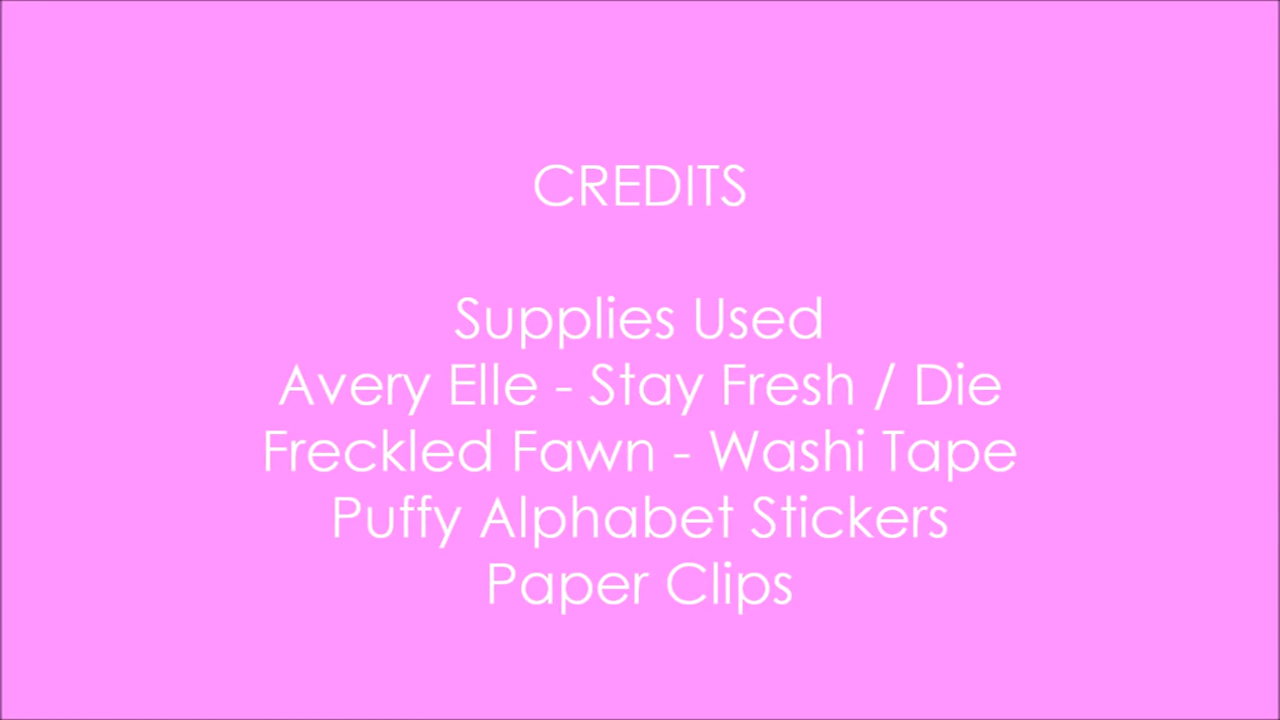 CREDITS
Supplies Used
Avery Elle - Stay Fresh / Die
Freckled Fawn - Washi Tape
Puffy Alphabet Stickers
Paper Clips